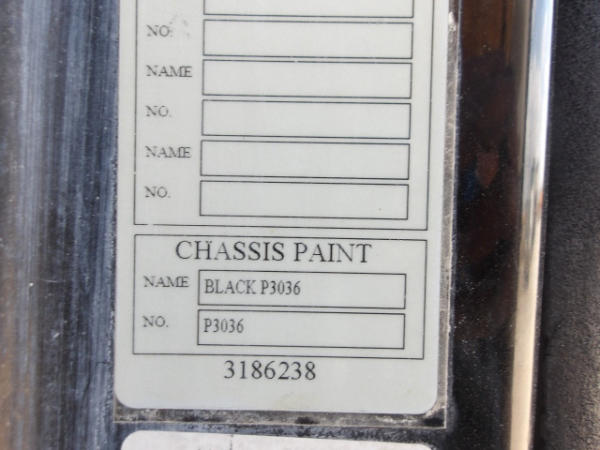 NO.
NAME
NO.
NAME
NO.
CHASSIS PAINT
NAME BLACK P3036
NO. P3036
3186238